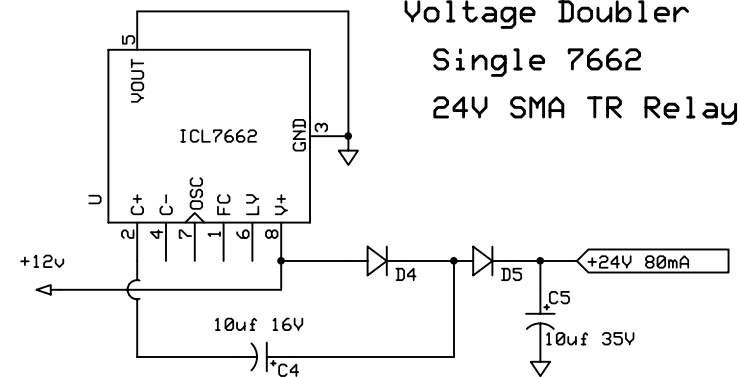 Voltage Doubler
Single 7662
24V SMA TR Relay
5
VOUT
ICL7662
GND
3
U
C+
C-
OSC
FC
LV
V+
2
4
7
1
6
8
+12v
D4
D5
+24V 80mA
+
C5
10uf 35V
10uf 16V
+
C4